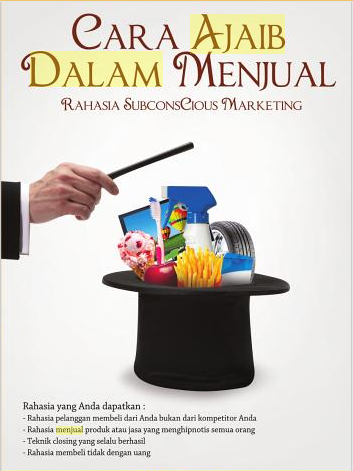 CARA AJAIB
DALAM MENJUAL
RAHASIA SUBCONSCIOUS MARKETING
Rahasia yang Anda dapatkan :
- Rahasia pelanggan membeli dari Anda bukan dari kompetitor Anda
- Rahasia menjual produk atau jasa yang menghipnotis semua orang
- Teknik closing yang selalu berhasil
- Rahasia membeli tidak dengan uang